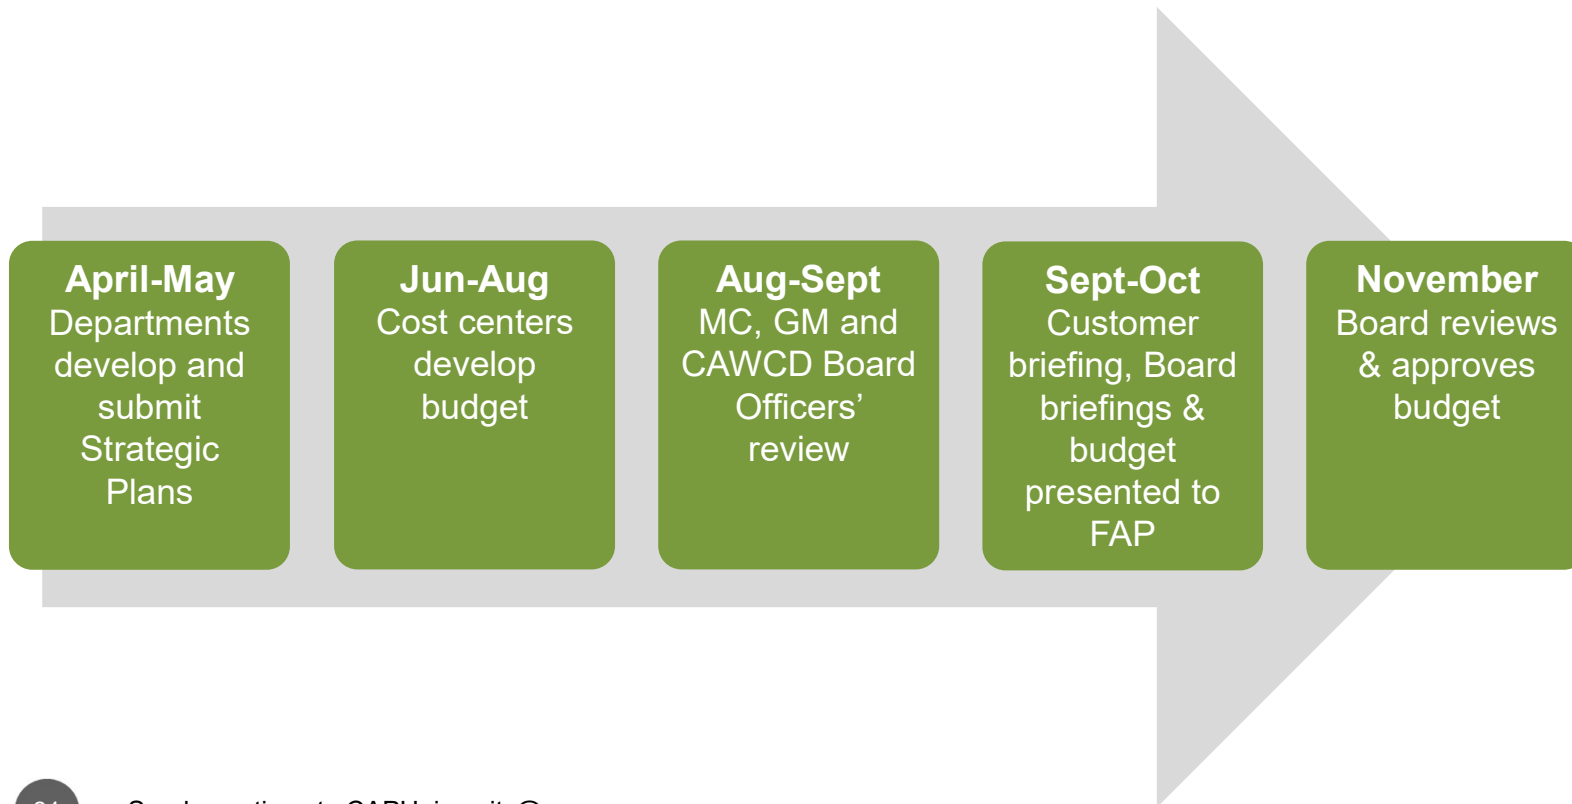 April-May
Departments
develop and
submit
Strategic
Plans
Jun-Aug
Cost centers
develop
budget
Aug-Sept
MC, GM and
CAWCD Board
Officers’
review
Sept-Oct
Customer
briefing, Board
briefings &
budget
presented to
FAP
November
Board reviews
& approves
budget